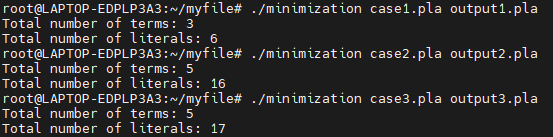 root@LAPTOP-EDPLP3A3:~/myfile# ./minimization case1.pla output1.pla
Total number of terms: 3
Total number of literals: 6
root@LAPTOP-EDPLP3A3:~/myfile# ./minimization case2.pla output2.pla
Total number of terms: 5
Total number of literals: 16
root@LAPTOP-EDPLP3A3:~/myfile# ./minimization case3.pla output3.pla
Total number of terms: 5
Total number of literals: 17